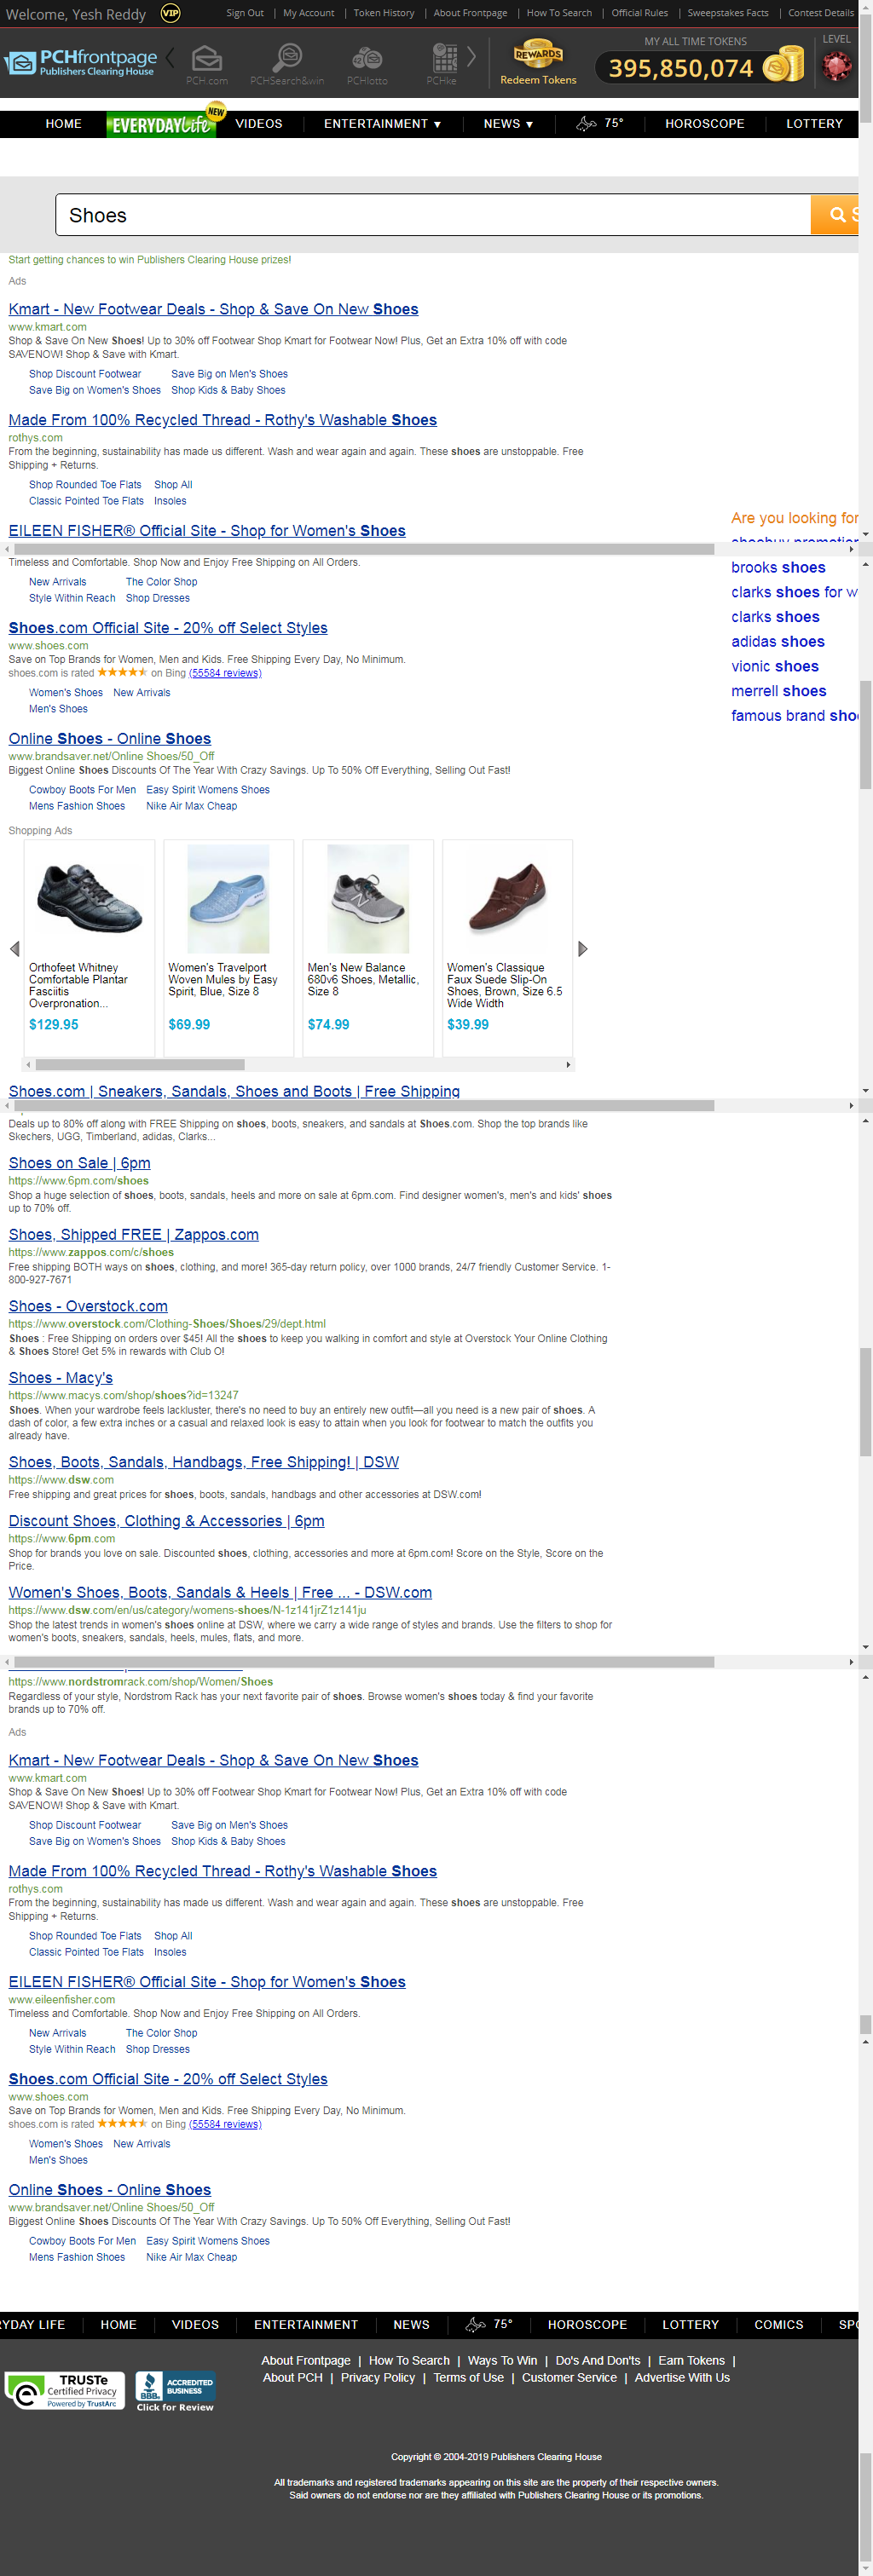 Welcome, Yesh Reddy VIP Sign Out | My Account | Token History | About Frontpage | How To Search | Official Rules | Sweepstakes Facts | Contest Details
PCHfrontpage
Publishers Clearing House
PCH.com PCHSearch&win PCHlotto PCHke
REWARDS
Redeem Tokens
MY ALL TIME TOKENS
395,850,074
LEVEL
HOME EVERYDAY Life NEW VIDEOS ENTERTAINMENT ▼ NEWS ▼ 75° HOROSCOPE LOTTERY
Shoes
Start getting chances to win Publishers Clearing House prizes!
Ads
Kmart - New Footwear Deals - Shop & Save On New Shoes
www.kmart.com
Shop & Save On New Shoes! Up to 30% off Footwear Shop Kmart for Footwear Now! Plus, Get an Extra 10% off with code
SAVENOW! Shop & Save with Kmart.
Shop Discount Footwear Save Big on Men's Shoes
Save Big on Women's Shoes Shop Kids & Baby Shoes
Made From 100% Recycled Thread - Rothy's Washable Shoes
rothys.com
From the beginning, sustainability has made us different. Wash and wear again and again. These shoes are unstoppable. Free
Shipping + Returns.
Shop Rounded Toe Flats Shop All
Classic Pointed Toe Flats Insoles
EILEEN FISHER® Official Site - Shop for Women's Shoes
Are you looking for
Timeless and Comfortable. Shop Now and Enjoy Free Shipping on All Orders.
New Arrivals The Color Shop
Style Within Reach Shop Dresses
brooks shoes
clarks shoes for w
clarks shoes
adidas shoes
vionic shoes
merrell shoes
famous brand sho
Shoes.com Official Site - 20% off Select Styles
www.shoes.com
Save on Top Brands for Women, Men and Kids. Free Shipping Every Day, No Minimum.
shoes.com is rated on Bing (55584 reviews)
Women's Shoes New Arrivals
Men's Shoes
Online Shoes - Online Shoes
www.brandsaver.net/Online Shoes/50_Off
Biggest Online Shoes Discounts Of The Year With Crazy Savings. Up To 50% Off Everything, Selling Out Fast!
Cowboy Boots For Men Easy Spirit Womens Shoes
Mens Fashion Shoes Nike Air Max Cheap
Shopping Ads
Orthofeet Whitney
Comfortable Plantar
Fasciitis
Overpronation...
$129.95
Women's Travelport
Woven Mules by Easy
Spirit, Blue, Size 8
$69.99
Men's New Balance
680v6 Shoes, Metallic,
Size 8
$74.99
Women's Classique
Faux Suede Slip-On
Shoes, Brown, Size 6.5
Wide Width
$39.99
Shoes.com | Sneakers, Sandals, Shoes and Boots | Free Shipping
Deals up to 80% off along with FREE Shipping on shoes, boots, sneakers, and sandals at Shoes.com. Shop the top brands like
Skechers, UGG, Timberland, adidas, Clarks...
Shoes on Sale | 6pm
https://www.6pm.com/shoes
Shop a huge selection of shoes, boots, sandals, heels and more on sale at 6pm.com. Find designer women's, men's and kids' shoes
up to 70% off.
Shoes, Shipped FREE | Zappos.com
https://www.zappos.com/c/shoes
Free shipping BOTH ways on shoes, clothing, and more! 365-day return policy, over 1000 brands, 24/7 friendly Customer Service. 1-
800-927-7671
Shoes - Overstock.com
https://www.overstock.com/Clothing-Shoes/Shoes/29/dept.html
Shoes : Free Shipping on orders over $45! All the shoes to keep you walking in comfort and style at Overstock Your Online Clothing
& Shoes Store! Get 5% in rewards with Club O!
Shoes - Macy's
https://www.macys.com/shop/shoes?id=13247
Shoes. When your wardrobe feels lackluster, there's no need to buy an entirely new outfit—all you need is a new pair of shoes. A
dash of color, a few extra inches or a casual and relaxed look is easy to attain when you look for footwear to match the outfits you
already have.
Shoes, Boots, Sandals, Handbags, Free Shipping! | DSW
https://www.dsw.com
Free shipping and great prices for shoes, boots, sandals, handbags and other accessories at DSW.com!
Discount Shoes, Clothing & Accessories | 6pm
https://www.6pm.com
Shop for brands you love on sale. Discounted shoes, clothing, accessories and more at 6pm.com! Score on the Style, Score on the
Price.
Women's Shoes, Boots, Sandals & Heels | Free ... - DSW.com
https://www.dsw.com/en/us/category/womens-shoes/N-1z141jrZ1z141ju
Shop the latest trends in women's shoes online at DSW, where we carry a wide range of styles and brands. Use the filters to shop for
women's boots, sneakers, sandals, heels, mules, flats, and more.
https://www.nordstromrack.com/shop/Women/Shoes
Regardless of your style, Nordstrom Rack has your next favorite pair of shoes. Browse women's shoes today & find your favorite
brands up to 70% off.
Ads
Kmart - New Footwear Deals - Shop & Save On New Shoes
www.kmart.com
Shop & Save On New Shoes! Up to 30% off Footwear Shop Kmart for Footwear Now! Plus, Get an Extra 10% off with code
SAVENOW! Shop & Save with Kmart.
Shop Discount Footwear Save Big on Men's Shoes
Save Big on Women's Shoes Shop Kids & Baby Shoes
Made From 100% Recycled Thread - Rothy's Washable Shoes
rothys.com
From the beginning, sustainability has made us different. Wash and wear again and again. These shoes are unstoppable. Free
Shipping + Returns.
Shop Rounded Toe Flats Shop All
Classic Pointed Toe Flats Insoles
EILEEN FISHER® Official Site - Shop for Women's Shoes
www.eileenfisher.com
Timeless and Comfortable. Shop Now and Enjoy Free Shipping on All Orders.
New Arrivals The Color Shop
Style Within Reach Shop Dresses
Shoes.com Official Site - 20% off Select Styles
www.shoes.com
Save on Top Brands for Women, Men and Kids. Free Shipping Every Day, No Minimum.
shoes.com is rated on Bing (55584 reviews)
Women's Shoes New Arrivals
Men's Shoes
Online Shoes - Online Shoes
www.brandsaver.net/Online Shoes/50_Off
Biggest Online Shoes Discounts Of The Year With Crazy Savings. Up To 50% Off Everything, Selling Out Fast!
Cowboy Boots For Men Easy Spirit Womens Shoes
Mens Fashion Shoes Nike Air Max Cheap
RYDAY LIFE HOME VIDEOS ENTERTAINMENT NEWS 75° HOROSCOPE LOTTERY COMICS SPO
About Frontpage | How To Search | Ways To Win | Do's And Don'ts | Earn Tokens |
About PCH | Privacy Policy | Terms of Use | Customer Service | Advertise With Us
TRUSTe
Certified Privacy
Powered by TrustArc
BBB ACCREDITED
BUSINESS
Click for Review
Copyright © 2004-2019 Publishers Clearing House
All trademarks and registered trademarks appearing on this site are the property of their respective owners.
Said owners do not endorse nor are they affiliated with Publishers Clearing House or its promotions.